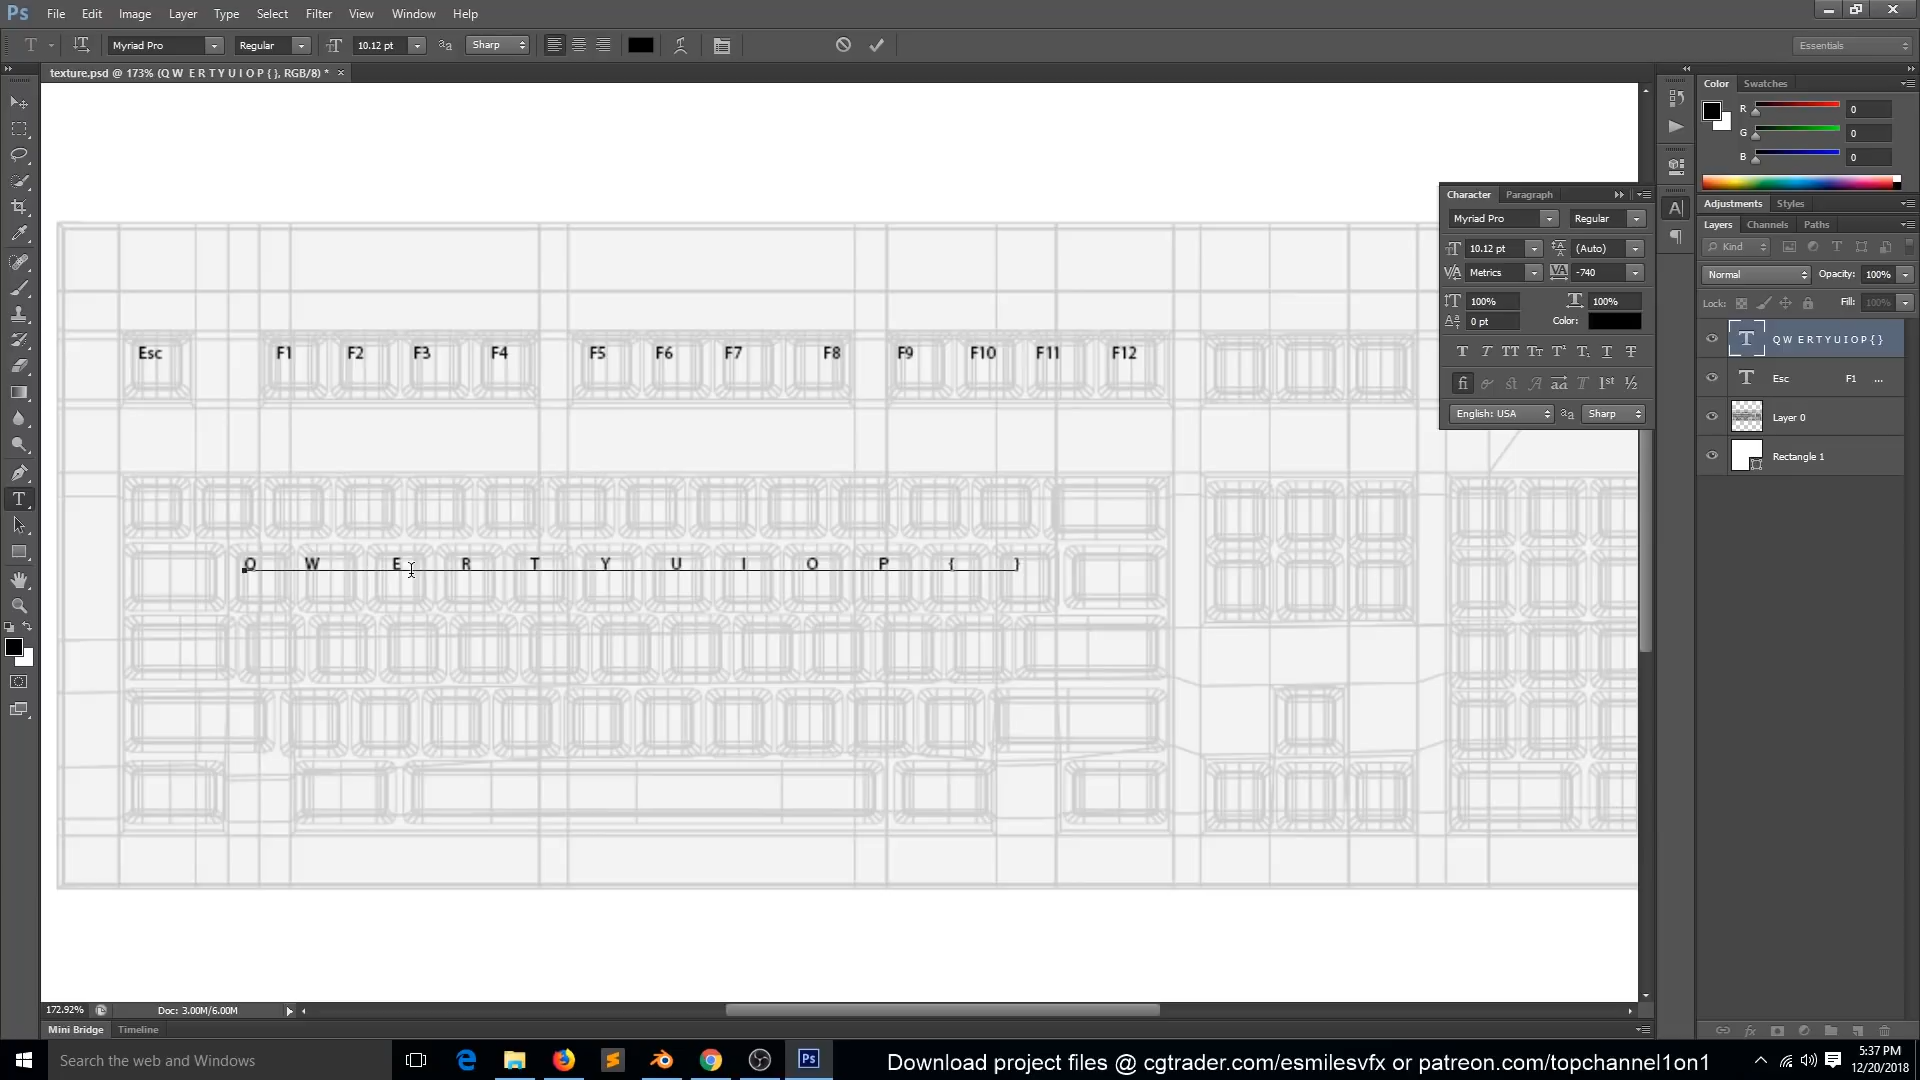 Ps File Edit Image Layer Type Select Filter View Window Help
T Myriad Pro Regular 10.12 pt Sharp Essentials
texture.psd @ 173% (Q W E R T Y U I O P { }, RGB/8) * ×
Color Swatches
R 0
G 0
B 0
Character Paragraph
Myriad Pro Regular
10.12 pt (Auto)
Metrics -740
100% 100%
0 pt Color:
English: USA Sharp
Adjustments Styles
Layers Channels Paths
Kind
Normal Opacity: 100%
Lock: Fill: 100%
Q W E R T Y U I O P { }
Esc F1 ...
Layer 0
Rectangle 1
Esc F1 F2 F3 F4 F5 F6 F7 F8 F9 F10 F11 F12
Q W E R T Y U I O P { }
172.92% Doc: 3.00M/6.00M
Mini Bridge Timeline
Search the web and Windows
Download project files @ cgtrader.com/esmilesvfx or patreon.com/topchannel1on1
5:37 PM
12/20/2018